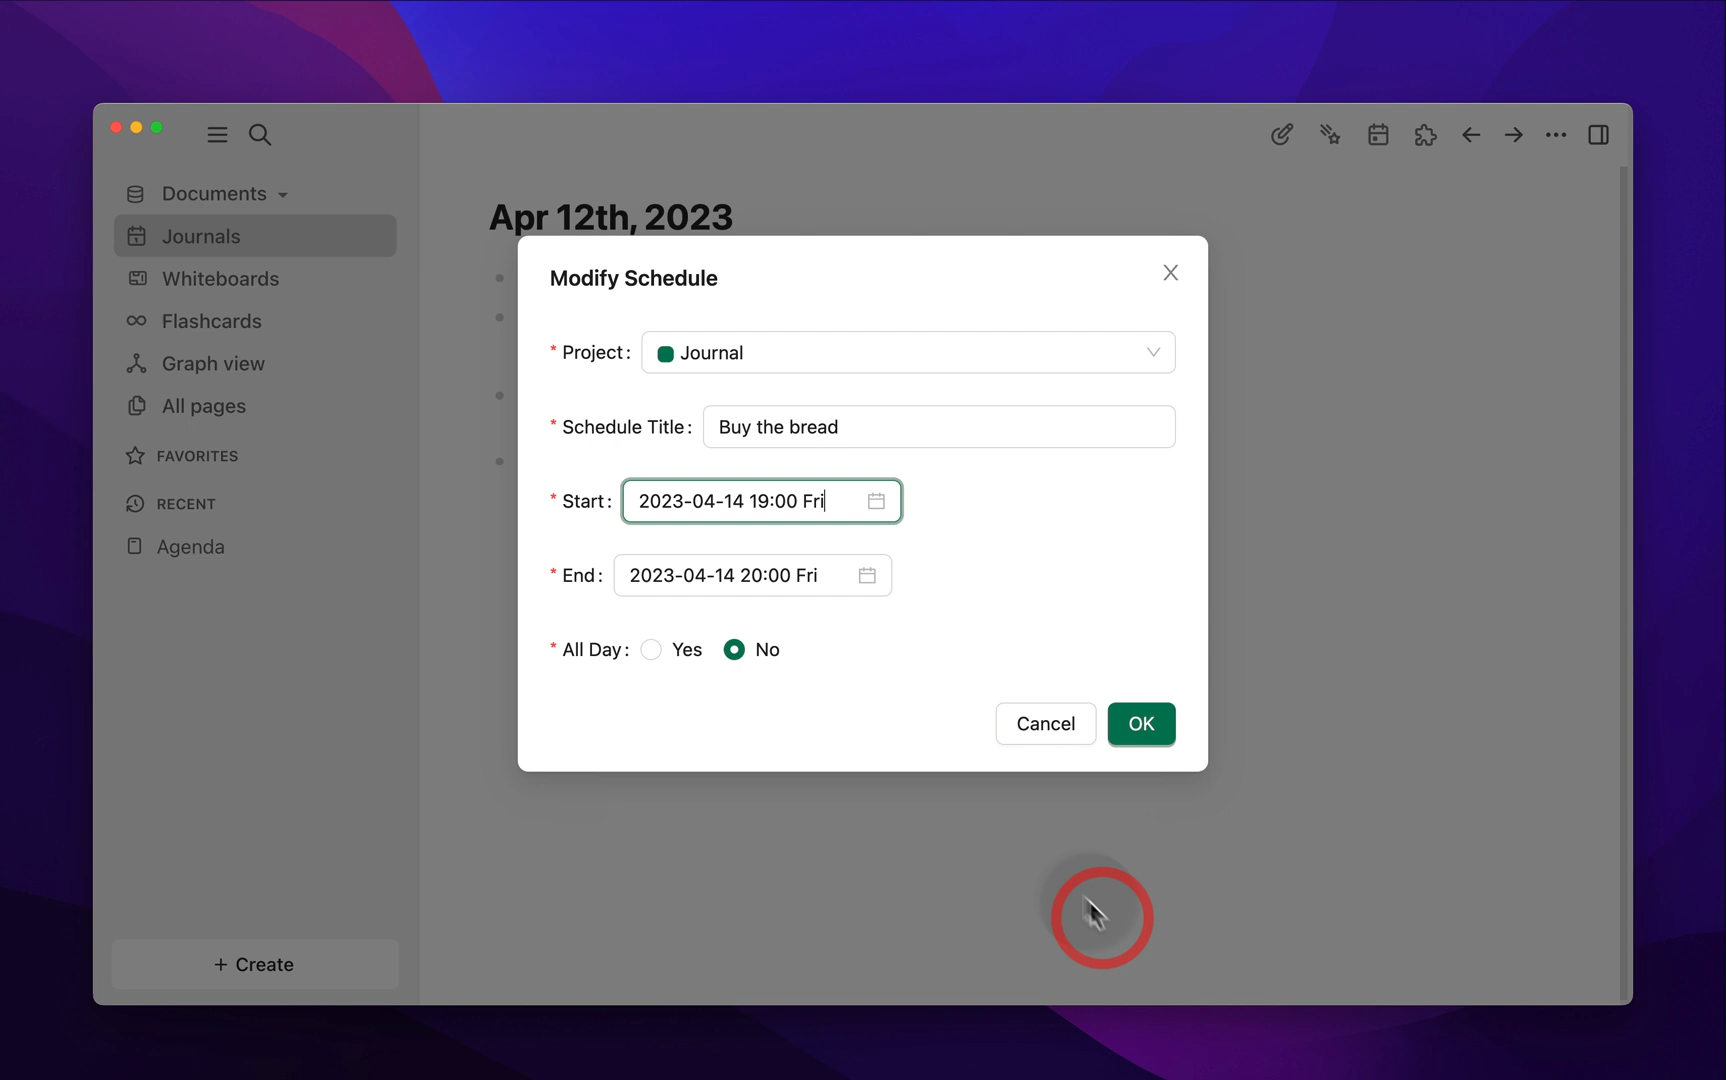 Documents
Journals
Whiteboards
Flashcards
Graph view
All pages
FAVORITES
RECENT
Agenda
+ Create
Apr 12th, 2023
Modify Schedule
* Project: Journal
* Schedule Title: Buy the bread
* Start: 2023-04-14 19:00 Fri
* End: 2023-04-14 20:00 Fri
* All Day: Yes No
Cancel OK